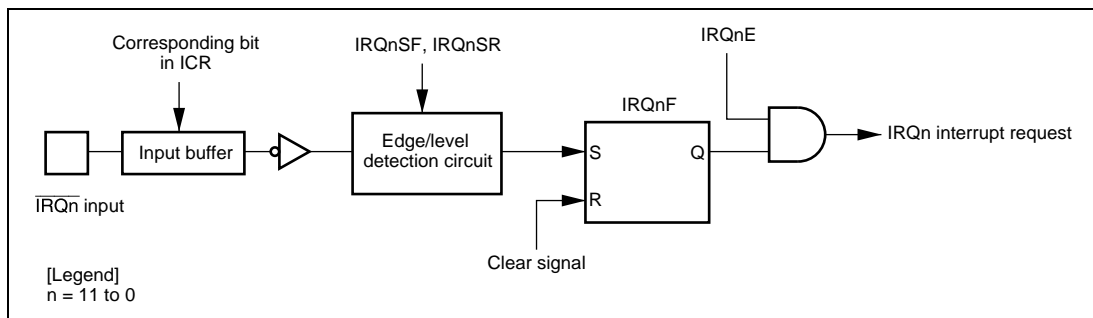 Corresponding bit
in ICR
IRQnSF, IRQnSR
IRQnE
IRQnF
Input buffer
Edge/level
detection circuit
S
Q
R
IRQn interrupt request
I̅R̅Q̅n̅ input
Clear signal
[Legend]
n = 11 to 0